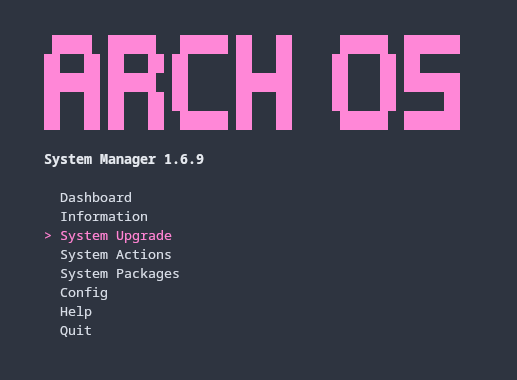 ARCH OS
System Manager 1.6.9
Dashboard
Information
> System Upgrade
System Actions
System Packages
Config
Help
Quit